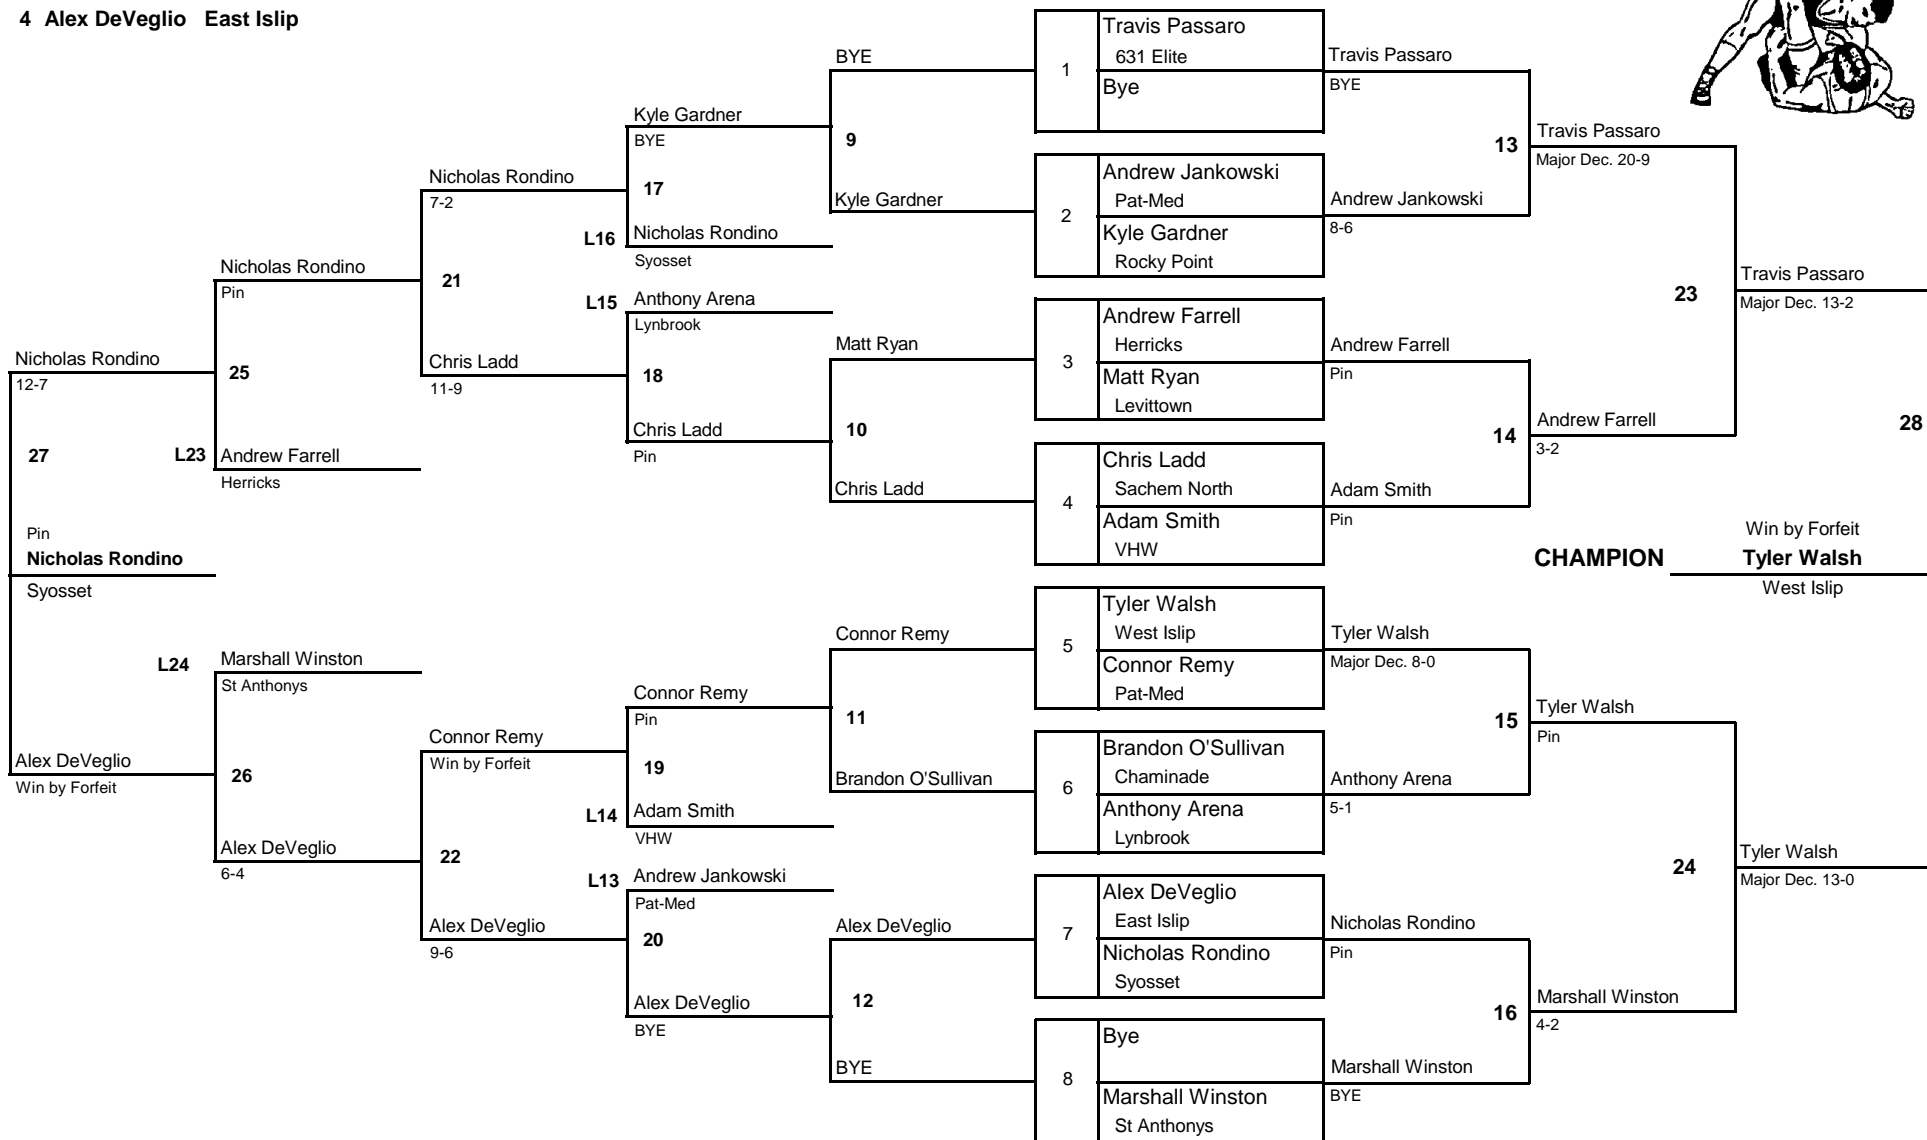 4 Alex DeVeglio East Islip
Travis Passaro
631 Elite
1
Bye
Andrew Jankowski
Pat-Med
2
Kyle Gardner
Rocky Point
Andrew Farrell
Herricks
3
Matt Ryan
Levittown
Chris Ladd
Sachem North
4
Adam Smith
VHW
Tyler Walsh
West Islip
5
Connor Remy
Pat-Med
Brandon O'Sullivan
Chaminade
6
Anthony Arena
Lynbrook
Alex DeVeglio
East Islip
7
Nicholas Rondino
Syosset
Bye
8
Marshall Winston
St Anthonys
Travis Passaro
BYE
13
Andrew Jankowski
8-6
Andrew Farrell
Pin
14
Adam Smith
Pin
Tyler Walsh
Major Dec. 8-0
15
Anthony Arena
5-1
Nicholas Rondino
Pin
16
Marshall Winston
BYE
Travis Passaro
Major Dec. 20-9
23
Andrew Farrell
3-2
Tyler Walsh
Pin
24
Marshall Winston
4-2
Travis Passaro
Major Dec. 13-2
28
Tyler Walsh
Major Dec. 13-0
Win by Forfeit
CHAMPION Tyler Walsh
West Islip
BYE
9
Kyle Gardner
Matt Ryan
10
Chris Ladd
Connor Remy
11
Brandon O'Sullivan
Alex DeVeglio
12
BYE
Kyle Gardner
BYE
17
L16 Nicholas Rondino
Syosset
L15 Anthony Arena
Lynbrook
18
Chris Ladd
Pin
Connor Remy
Pin
19
L14 Adam Smith
VHW
L13 Andrew Jankowski
Pat-Med
20
Alex DeVeglio
BYE
Nicholas Rondino
7-2
21
Chris Ladd
11-9
Connor Remy
Win by Forfeit
22
Alex DeVeglio
9-6
Nicholas Rondino
Pin
25
L23 Andrew Farrell
Herricks
L24 Marshall Winston
St Anthonys
26
Alex DeVeglio
6-4
Nicholas Rondino
12-7
27
Pin
Nicholas Rondino
Syosset
Alex DeVeglio
Win by Forfeit